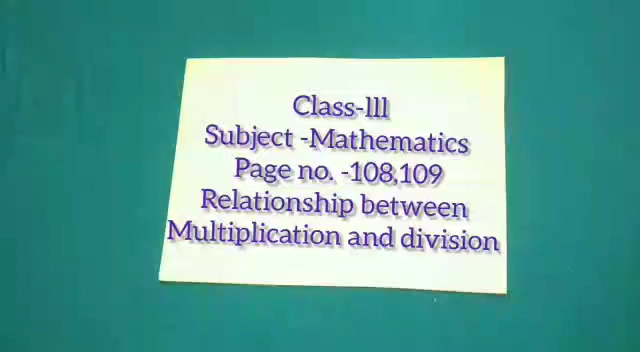 Class-lll
Subject -Mathematics
Page no. -108,109
Relationship between
Multiplication and division